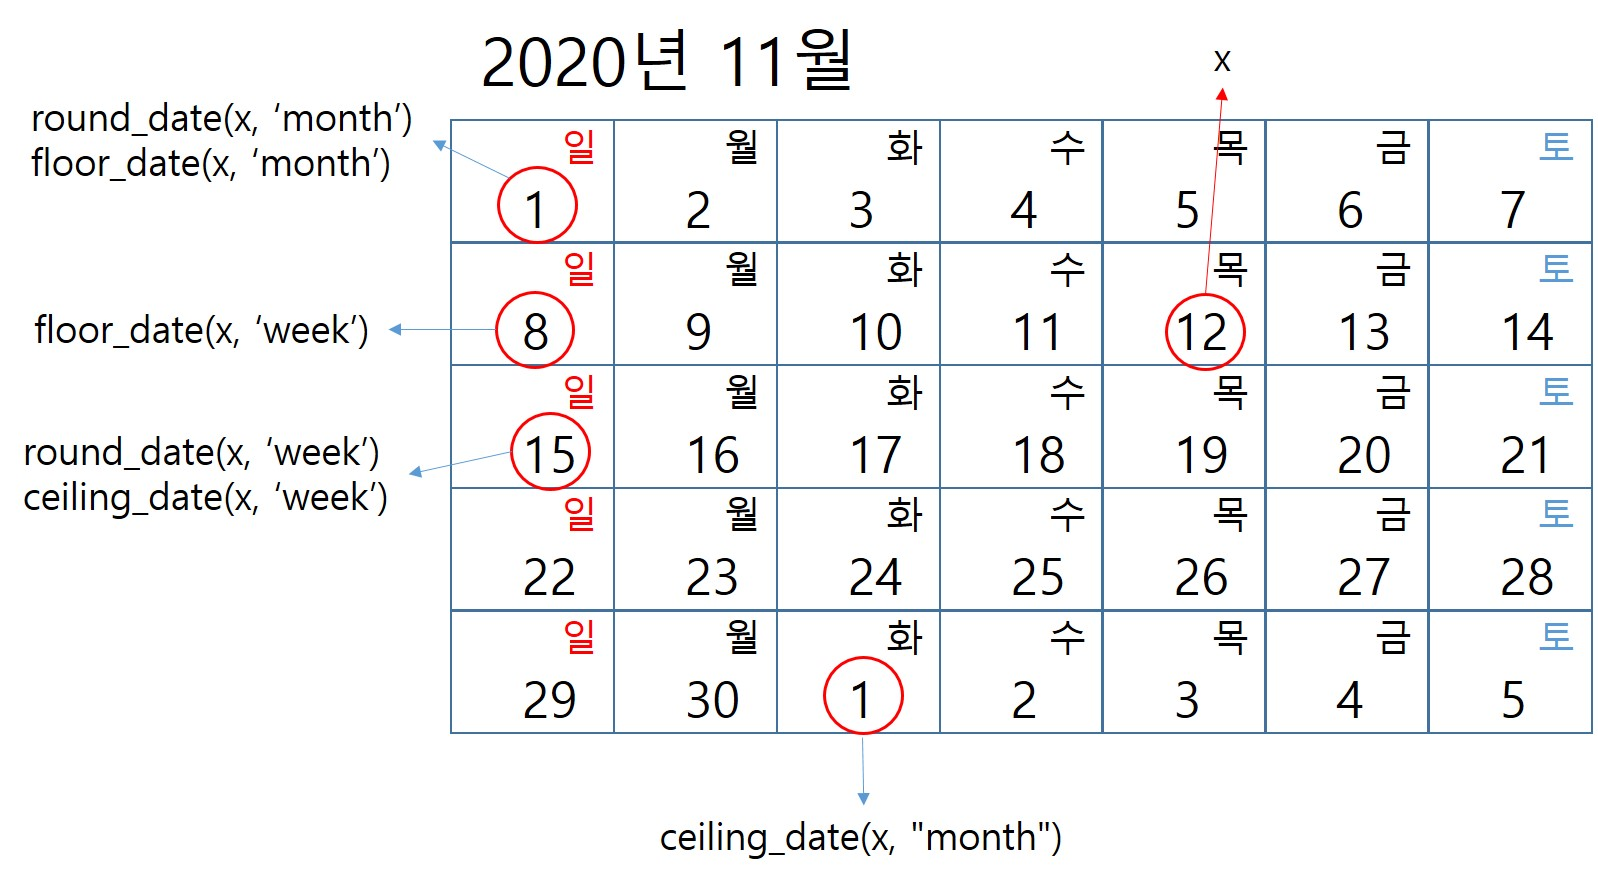 2020년 11월
x
round_date(x, ‘month’)
floor_date(x, ‘month’)
일 월 화 수 목 금 토
1 2 3 4 5 6 7
일 월 화 수 목 금 토
floor_date(x, ‘week’)
8 9 10 11 12 13 14
일 월 화 수 목 금 토
round_date(x, ‘week’)
ceiling_date(x, ‘week’)
15 16 17 18 19 20 21
일 월 화 수 목 금 토
22 23 24 25 26 27 28
일 월 화 수 목 금 토
29 30 1 2 3 4 5
ceiling_date(x, "month")